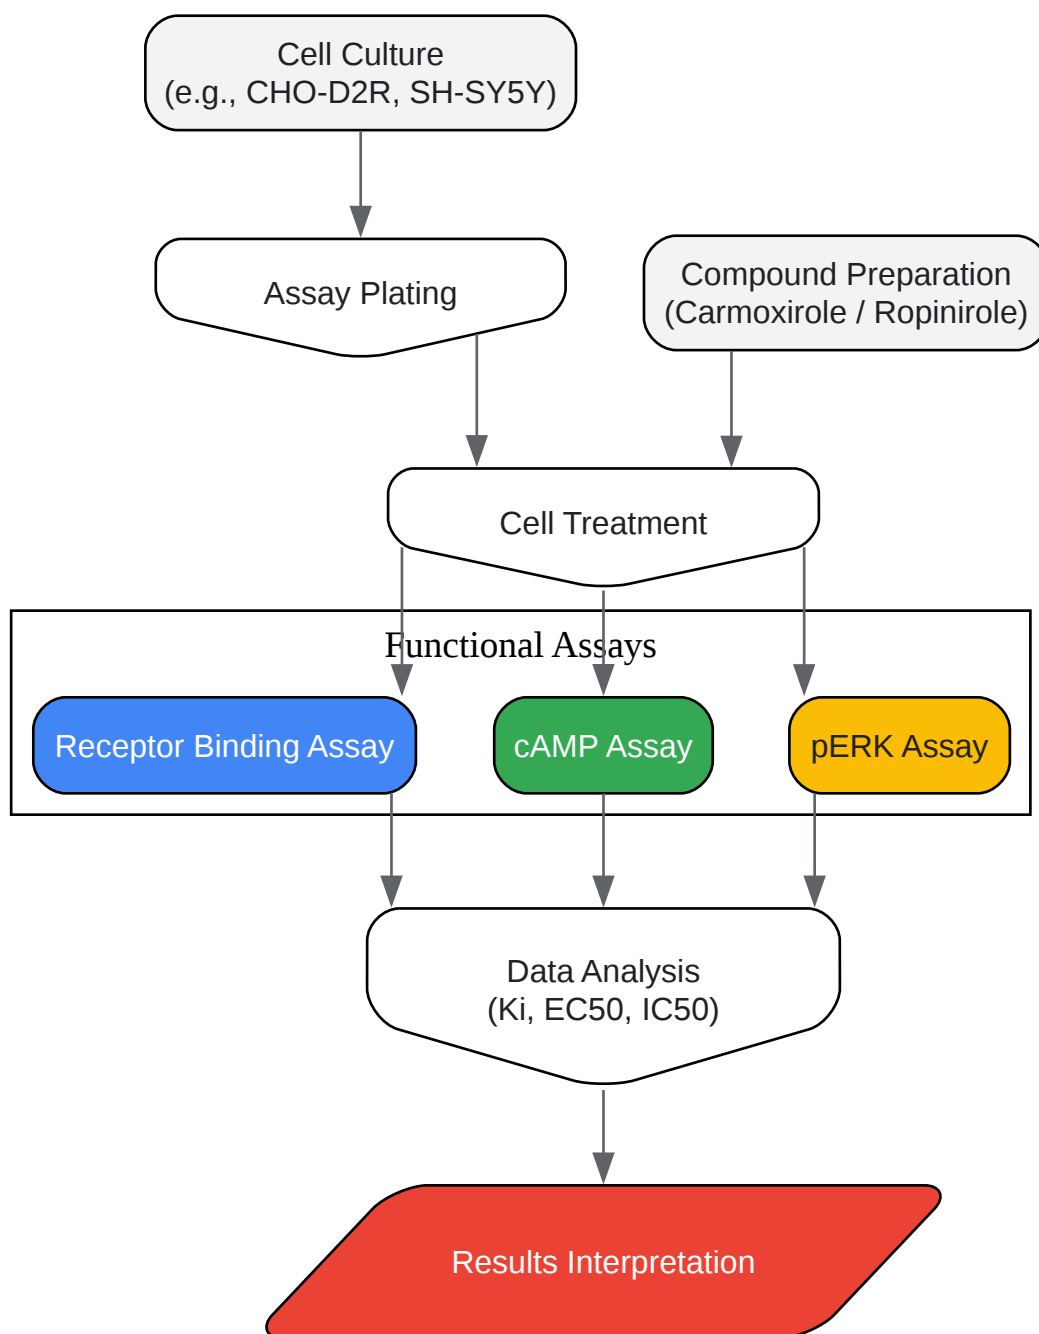 Cell Culture
(e.g., CHO-D2R, SH-SY5Y)
Assay Plating
Compound Preparation
(Carmoxirole / Ropinirole)
Cell Treatment
Functional Assays
Receptor Binding Assay
cAMP Assay
pERK Assay
Data Analysis
(Ki, EC50, IC50)
Results Interpretation